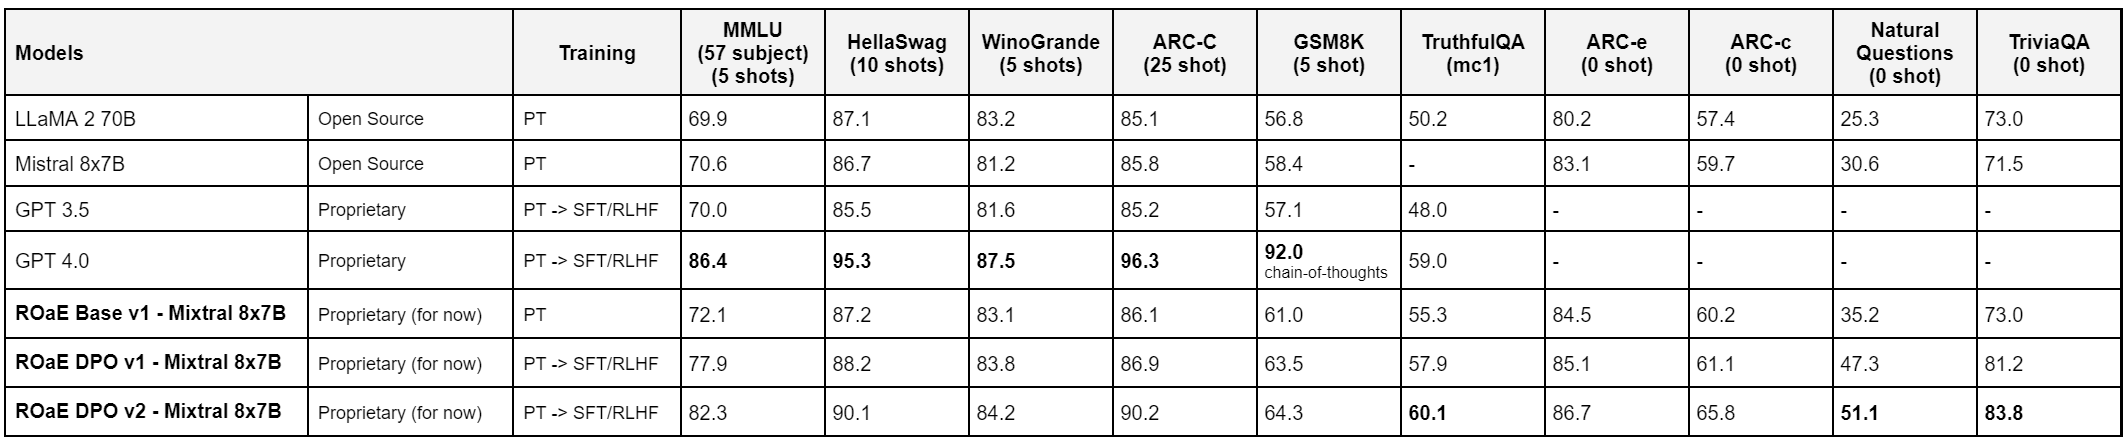 Models Training MMLU (57 subject) (5 shots) HellaSwag (10 shots) WinoGrande (5 shots) ARC-C (25 shot) GSM8K (5 shot) TruthfulQA (mc1) ARC-e (0 shot) ARC-c (0 shot) Natural Questions (0 shot) TriviaQA (0 shot)
LLaMA 2 70B Open Source PT 69.9 87.1 83.2 85.1 56.8 50.2 80.2 57.4 25.3 73.0
Mistral 8x7B Open Source PT 70.6 86.7 81.2 85.8 58.4 - 83.1 59.7 30.6 71.5
GPT 3.5 Proprietary PT -> SFT/RLHF 70.0 85.5 81.6 85.2 57.1 48.0 - - - -
GPT 4.0 Proprietary PT -> SFT/RLHF 86.4 95.3 87.5 96.3 92.0 chain-of-thoughts 59.0 - - - -
ROaE Base v1 - Mixtral 8x7B Proprietary (for now) PT 72.1 87.2 83.1 86.1 61.0 55.3 84.5 60.2 35.2 73.0
ROaE DPO v1 - Mixtral 8x7B Proprietary (for now) PT -> SFT/RLHF 77.9 88.2 83.8 86.9 63.5 57.9 85.1 61.1 47.3 81.2
ROaE DPO v2 - Mixtral 8x7B Proprietary (for now) PT -> SFT/RLHF 82.3 90.1 84.2 90.2 64.3 60.1 86.7 65.8 51.1 83.8